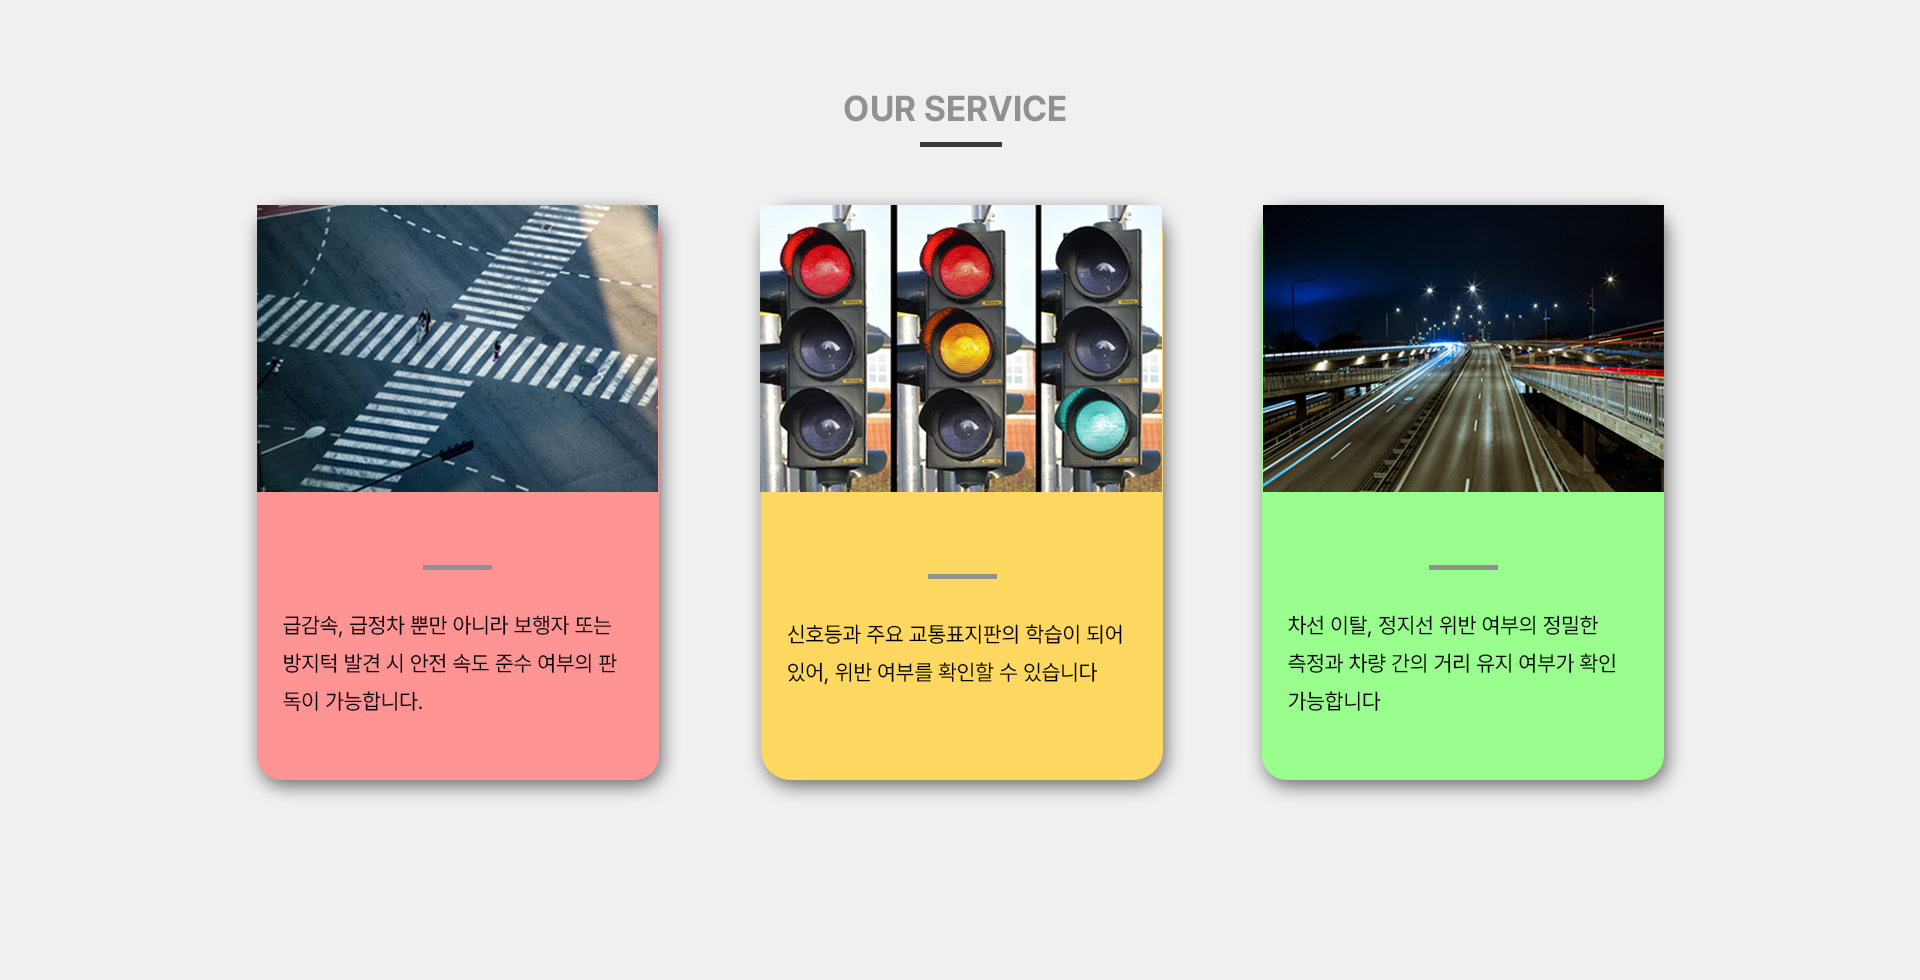 OUR SERVICE
급감속, 급정차 뿐만 아니라 보행자 또는
방지턱 발견 시 안전 속도 준수 여부의 판
독이 가능합니다.
신호등과 주요 교통표지판의 학습이 되어
있어, 위반 여부를 확인할 수 있습니다
차선 이탈, 정지선 위반 여부의 정밀한
측정과 차량 간의 거리 유지 여부가 확인
가능합니다